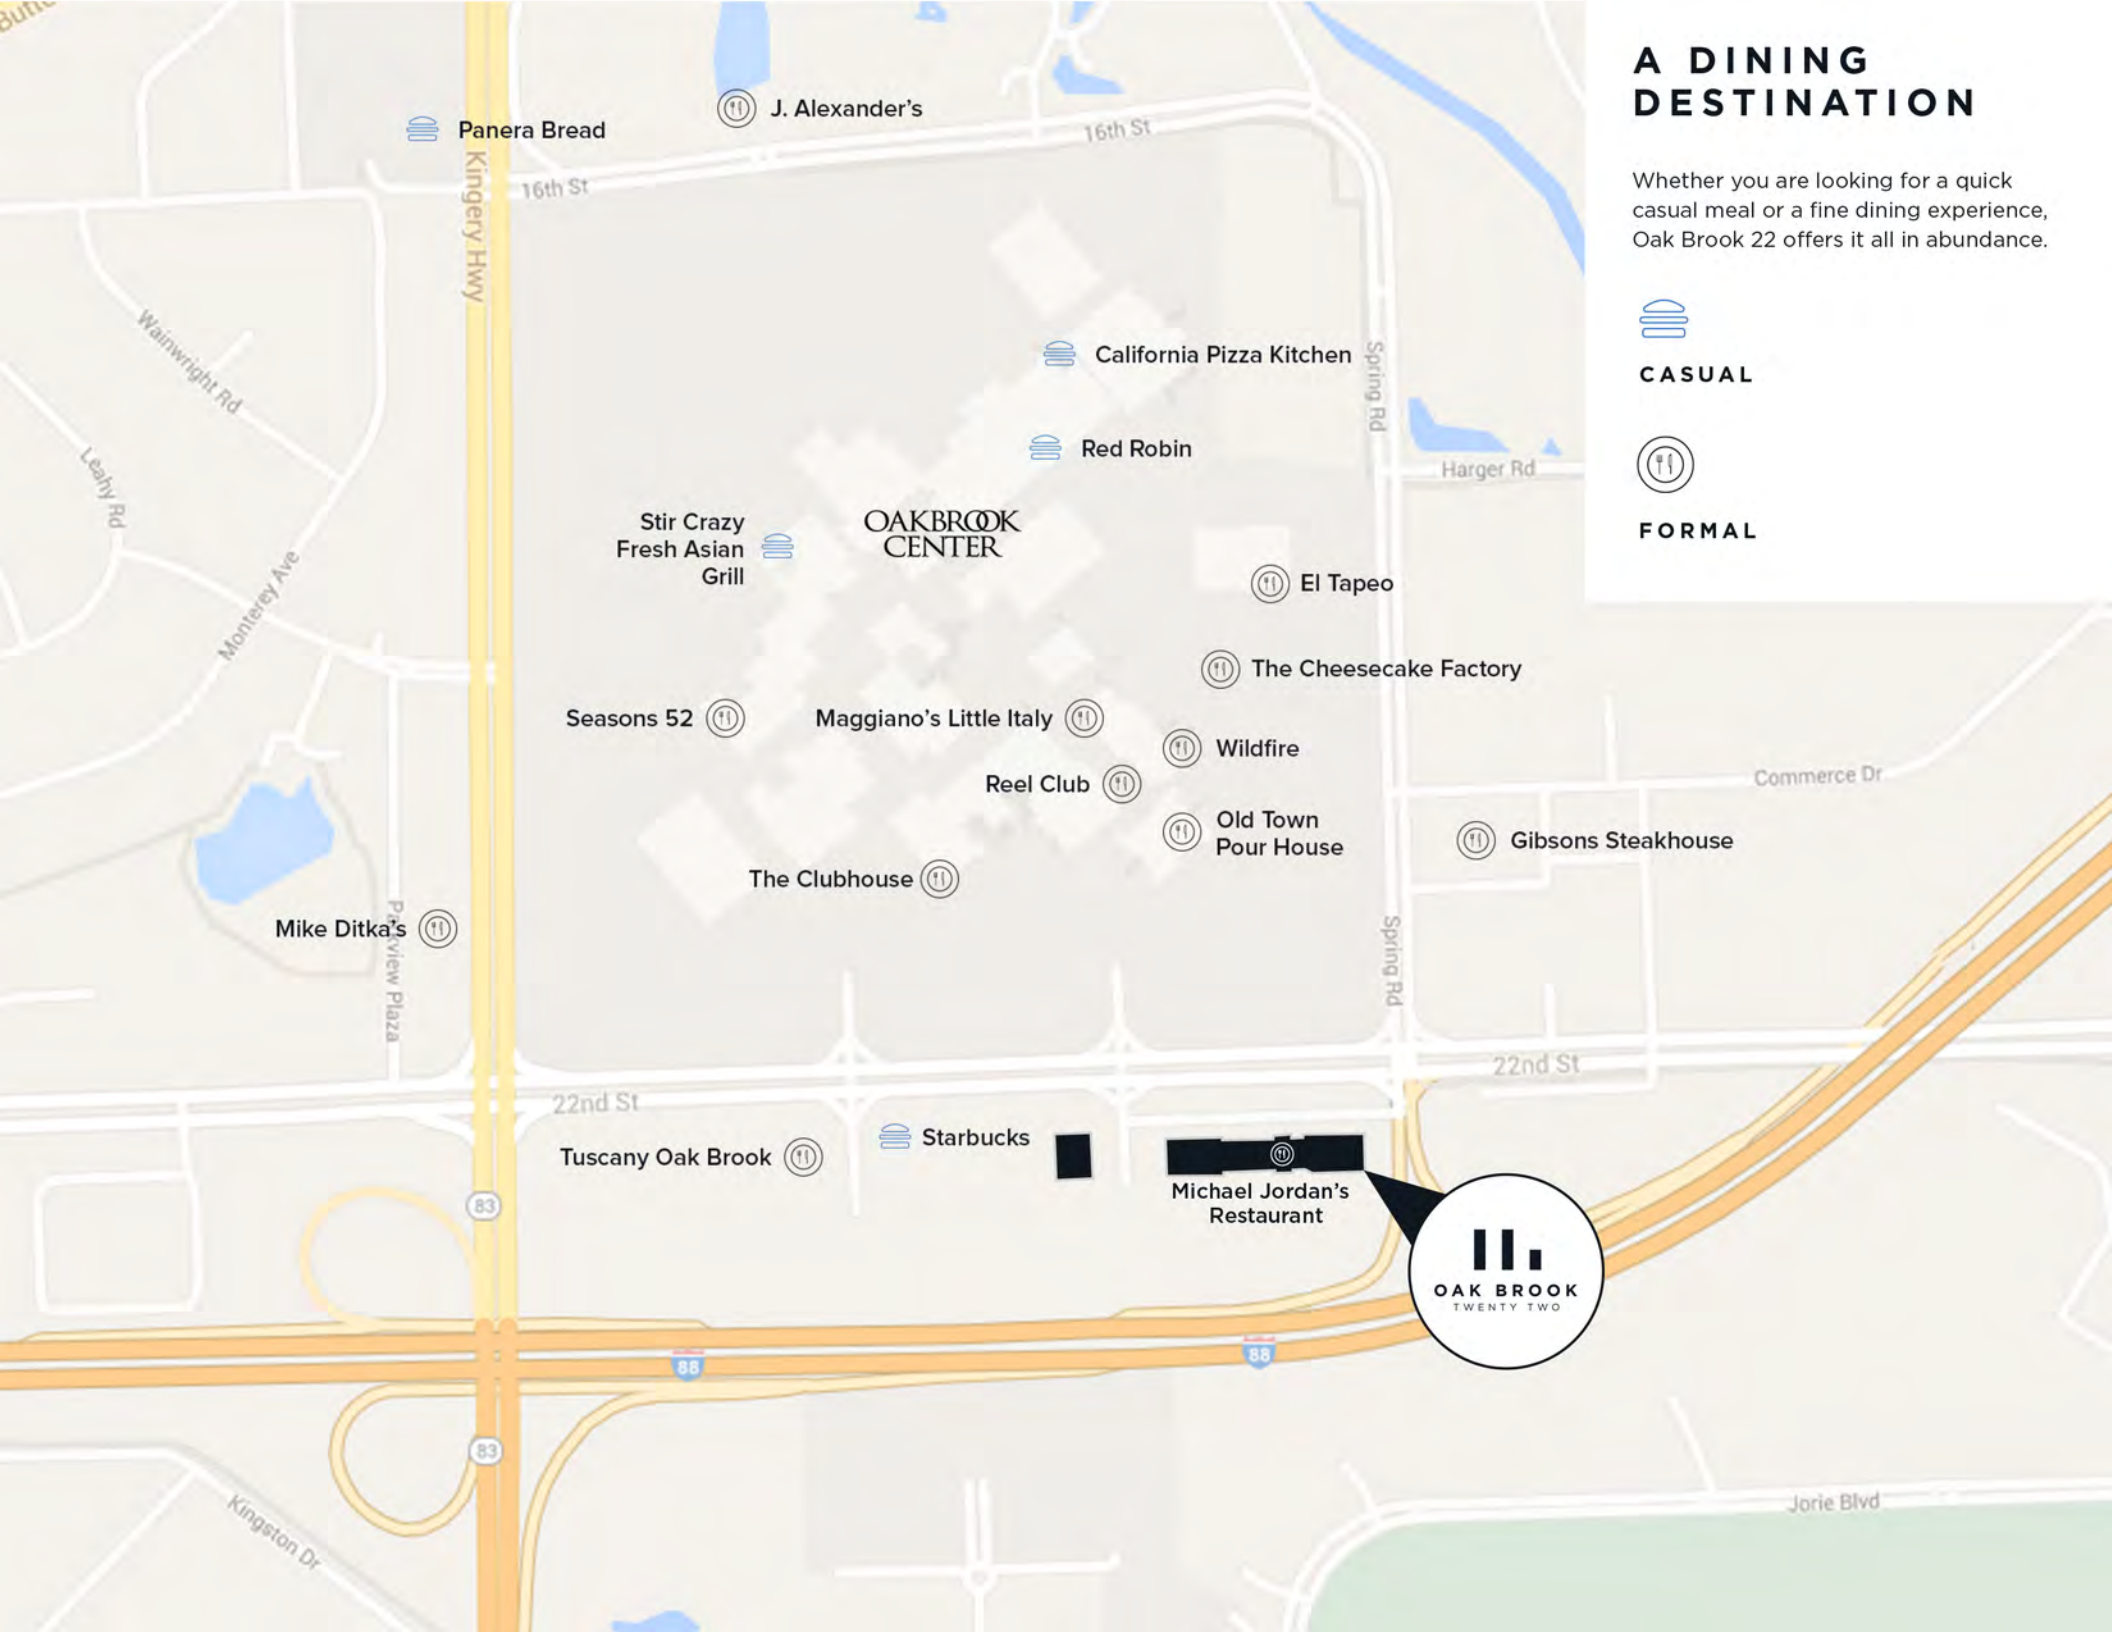 A DINING
DESTINATION
Whether you are looking for a quick
casual meal or a fine dining experience,
Oak Brook 22 offers it all in abundance.
CASUAL
FORMAL
J. Alexander's
Panera Bread
16th St
16th St
Kingery Hwy
Wainwright Rd
California Pizza Kitchen
Spring Rd
Red Robin
Harger Rd
Leahy Rd
Stir Crazy
Fresh Asian
Grill
OAKBROOK
CENTER
El Tapeo
Monterey Ave
The Cheesecake Factory
Seasons 52
Maggiano's Little Italy
Wildfire
Commerce Dr
Reel Club
Old Town
Pour House
Gibsons Steakhouse
The Clubhouse
Mike Ditka's
Parkview Plaza
Spring Rd
22nd St
22nd St
Starbucks
Tuscany Oak Brook
Michael Jordan's
Restaurant
83
OAK BROOK
TWENTY TWO
88
88
83
Kingston Dr
Jorie Blvd